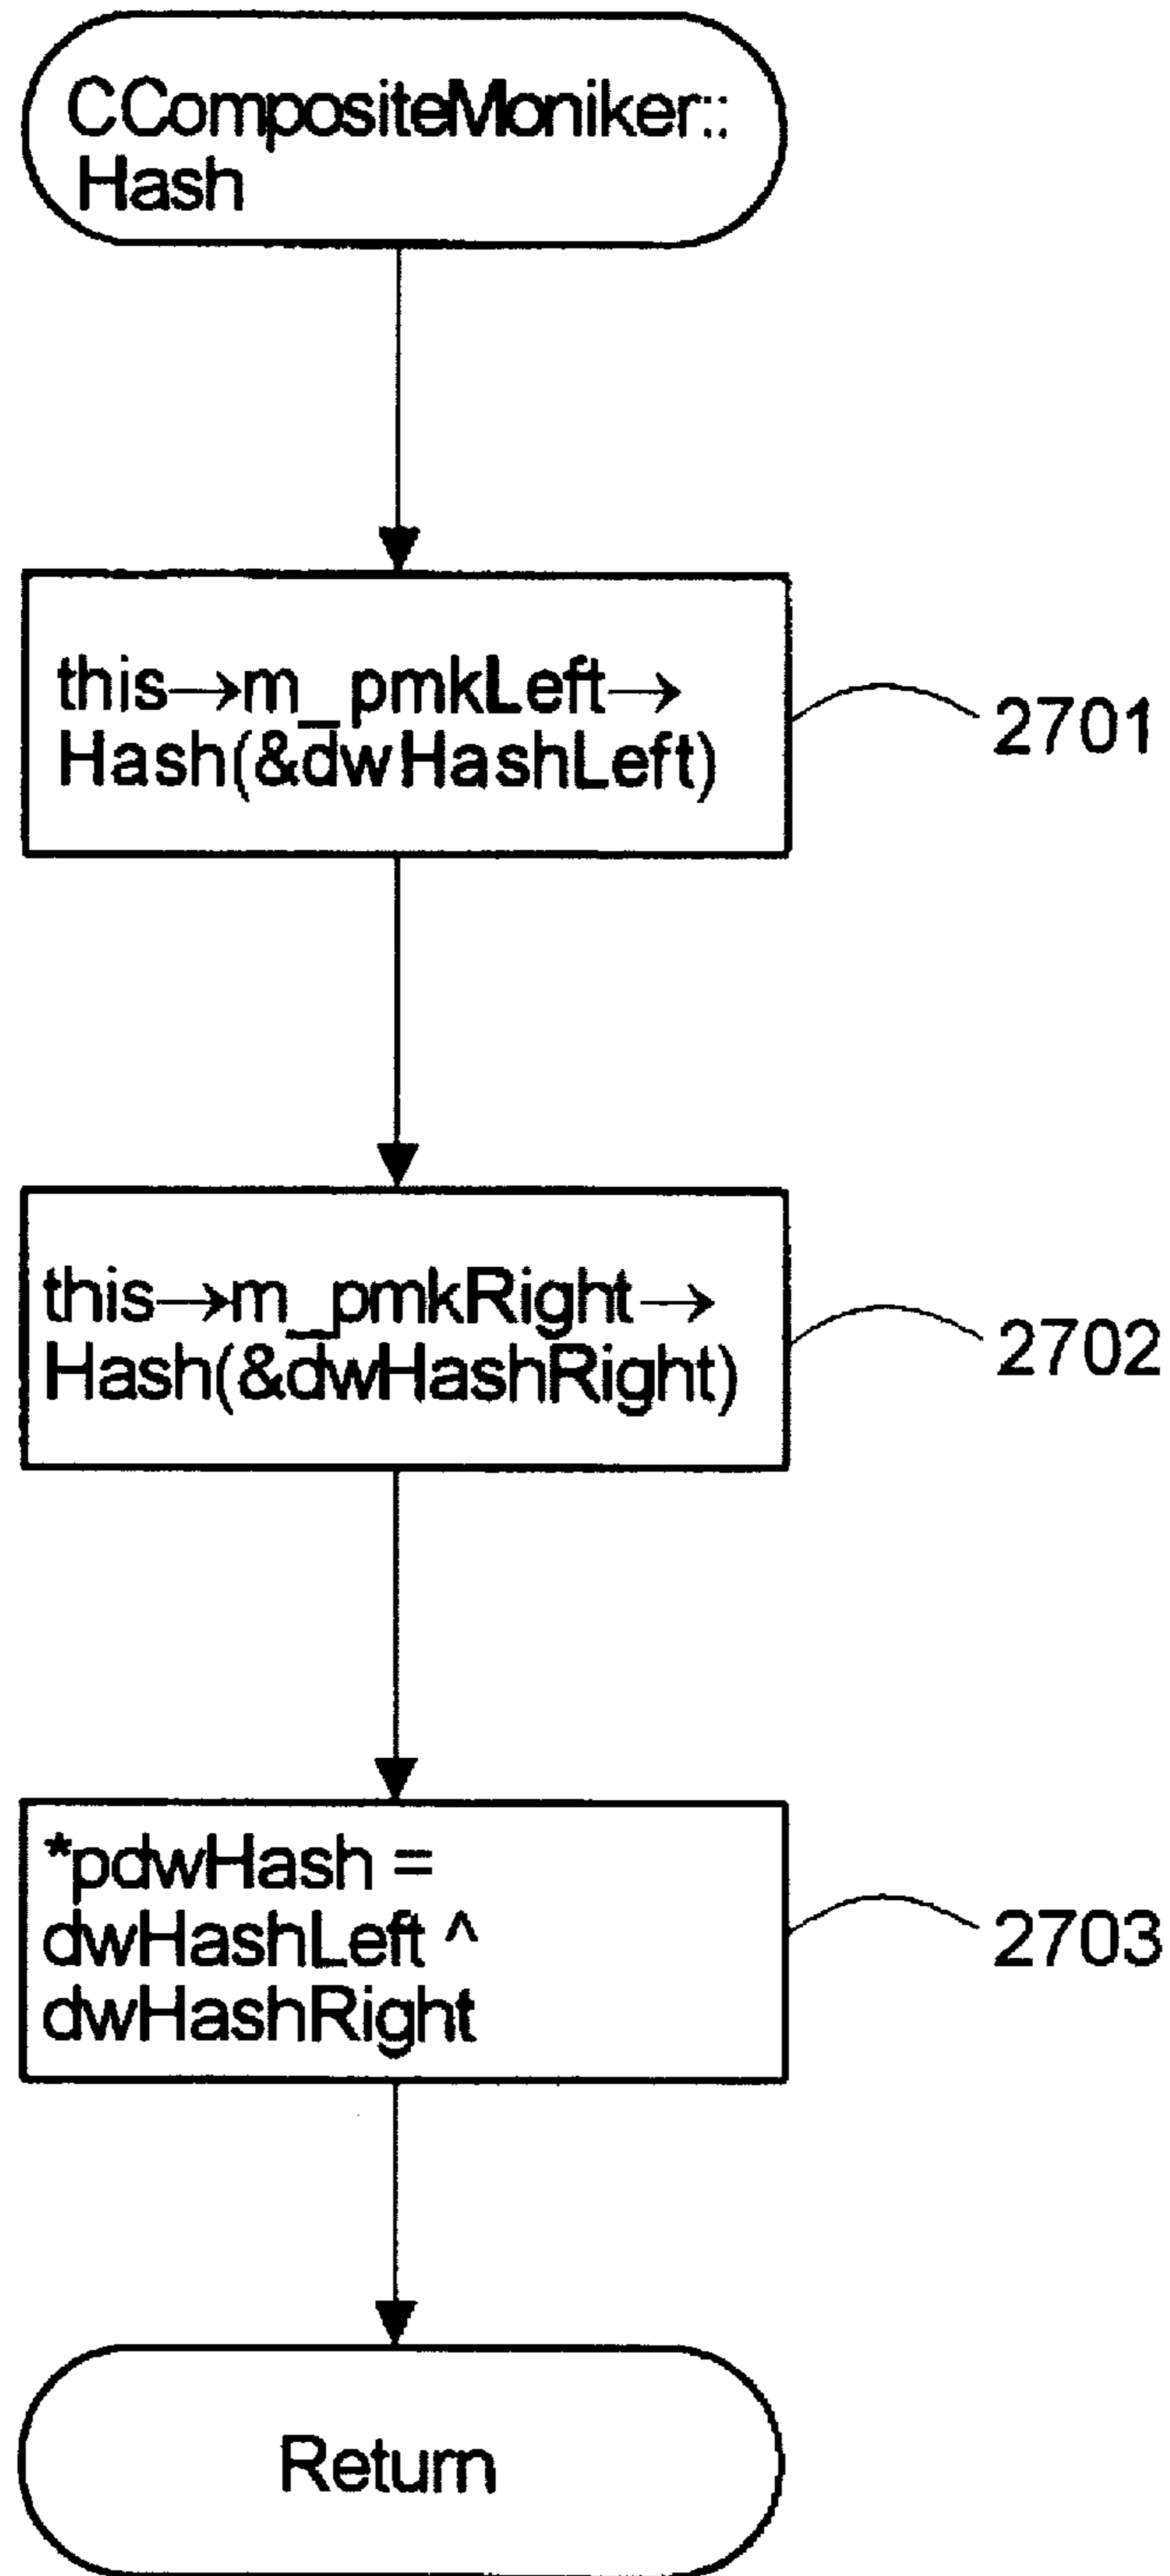 CCompositeMoniker::
Hash
this→m_pmkLeft→
Hash(&dwHashLeft)
2701
this→m_pmkRight→
Hash(&dwHashRight)
2702
*pdwHash =
dwHashLeft ^
dwHashRight
2703
Return